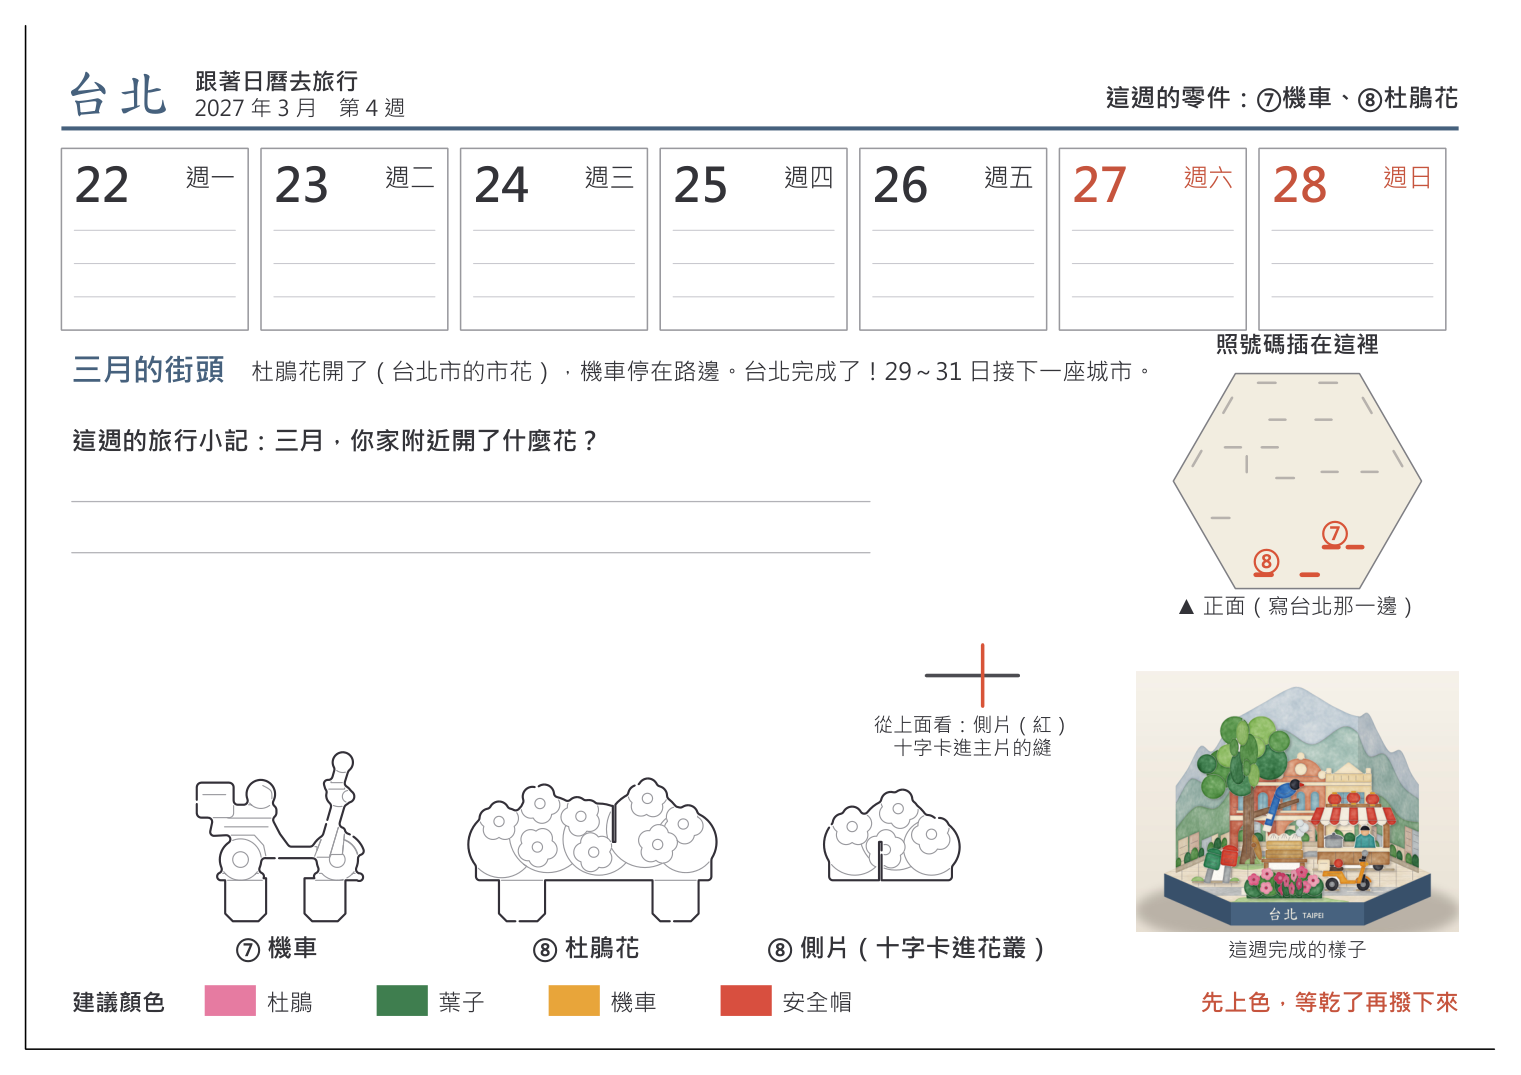 台北
跟著日曆去旅行
2027 年 3 月　第 4 週
這週的零件：⑦機車、⑧杜鵑花
22 週一
23 週二
24 週三
25 週四
26 週五
27 週六
28 週日
照號碼插在這裡
三月的街頭　杜鵑花開了（台北市的市花），機車停在路邊。台北完成了！29～31 日接下一座城市。
這週的旅行小記：三月，你家附近開了什麼花？
⑦
⑧
▲ 正面（寫台北那一邊）
從上面看：側片（紅）
十字卡進主片的縫
台北 TAIPEI
⑦ 機車
⑧ 杜鵑花
⑧ 側片（十字卡進花叢）
這週完成的樣子
建議顏色 杜鵑 葉子 機車 安全帽
先上色，等乾了再撥下來